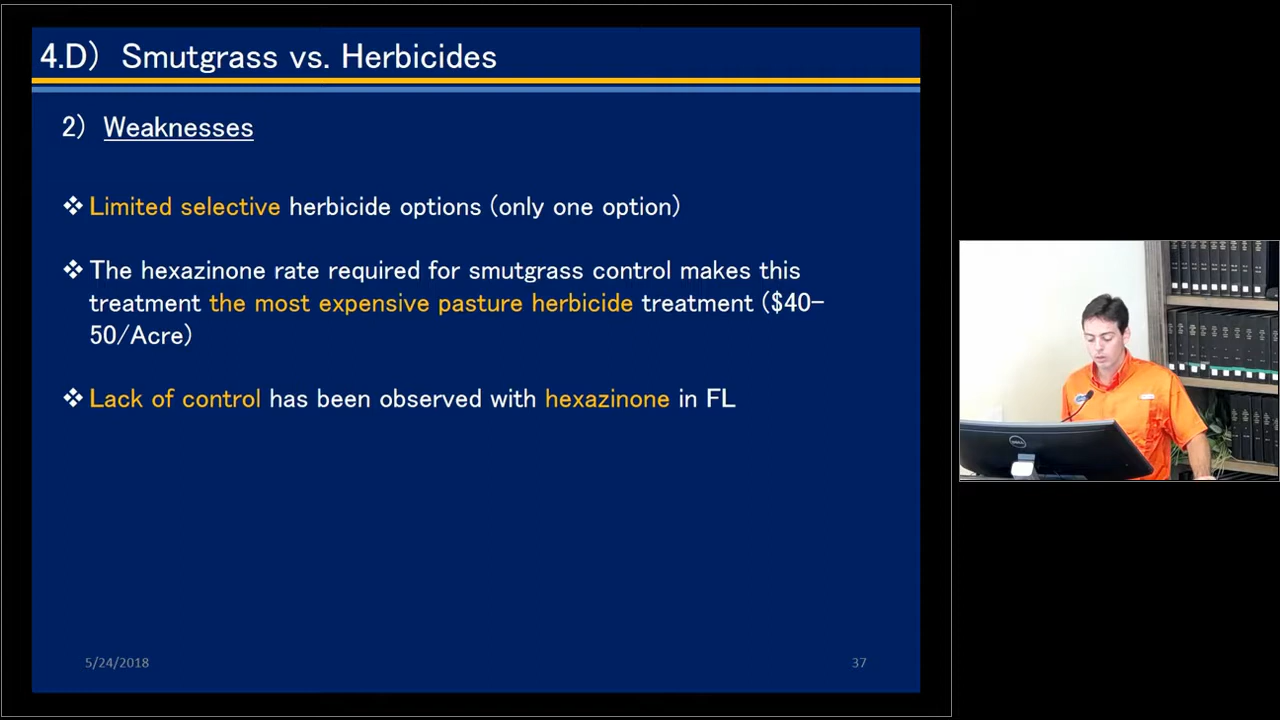 4.D) Smutgrass vs. Herbicides
2) Weaknesses
❖ Limited selective herbicide options (only one option)
❖ The hexazinone rate required for smutgrass control makes this
treatment the most expensive pasture herbicide treatment ($40-
50/Acre)
❖ Lack of control has been observed with hexazinone in FL
5/24/2018
37
DELL